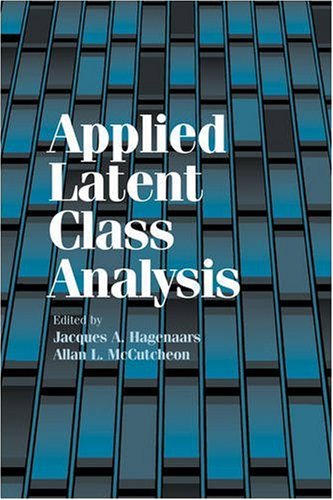 Applied
Latent
Class
Analysis
Edited by
Jacques A. Hagenaars
Allan L. McCutcheon